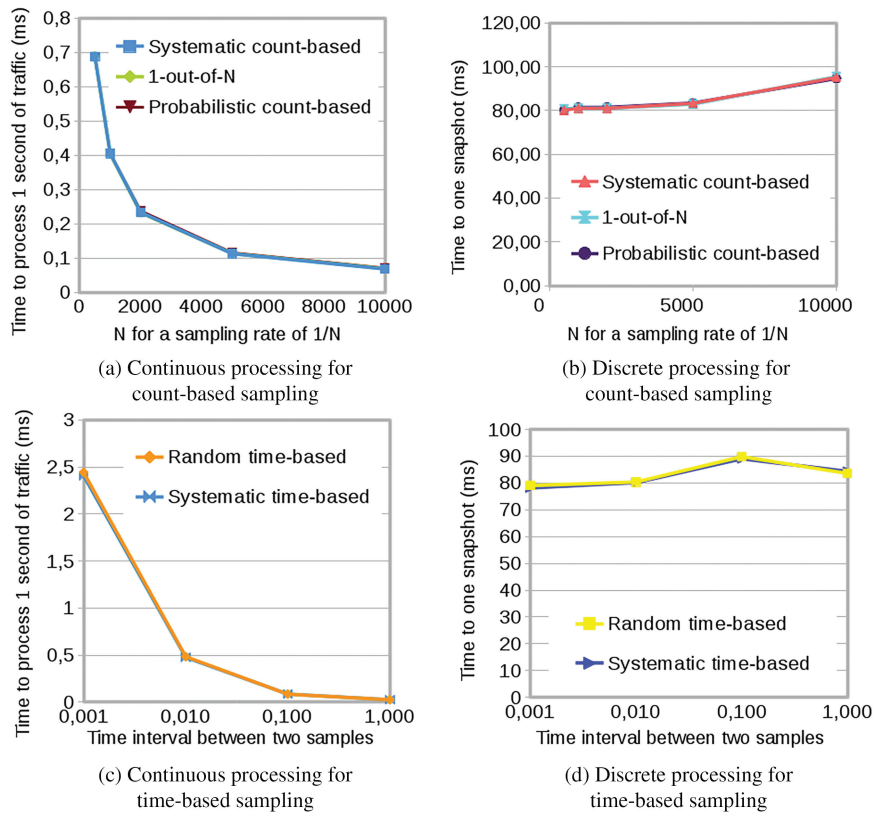 Time to process 1 second of traffic (ms)
0,8
0,7
0,6
0,5
0,4
0,3
0,2
0,1
0
Systematic count-based
1-out-of-N
Probabilistic count-based
0 2000 4000 6000 8000 10000
N for a sampling rate of 1/N
(a) Continuous processing for
count-based sampling
Time to one snapshot (ms)
120,00
100,00
80,00
60,00
40,00
20,00
0,00
Systematic count-based
1-out-of-N
Probabilistic count-based
0 5000 10000
N for a sampling rate of 1/N
(b) Discrete processing for
count-based sampling
Time to process 1 second of traffic (ms)
3
2,5
2
1,5
1
0,5
0
Random time-based
Systematic time-based
0,001 0,010 0,100 1,000
Time interval between two samples
(c) Continuous processing for
time-based sampling
Time to one snapshot (ms)
100
90
80
70
60
50
40
30
20
10
0
Random time-based
Systematic time-based
0,001 0,010 0,100 1,000
Time interval between two samples
(d) Discrete processing for
time-based sampling